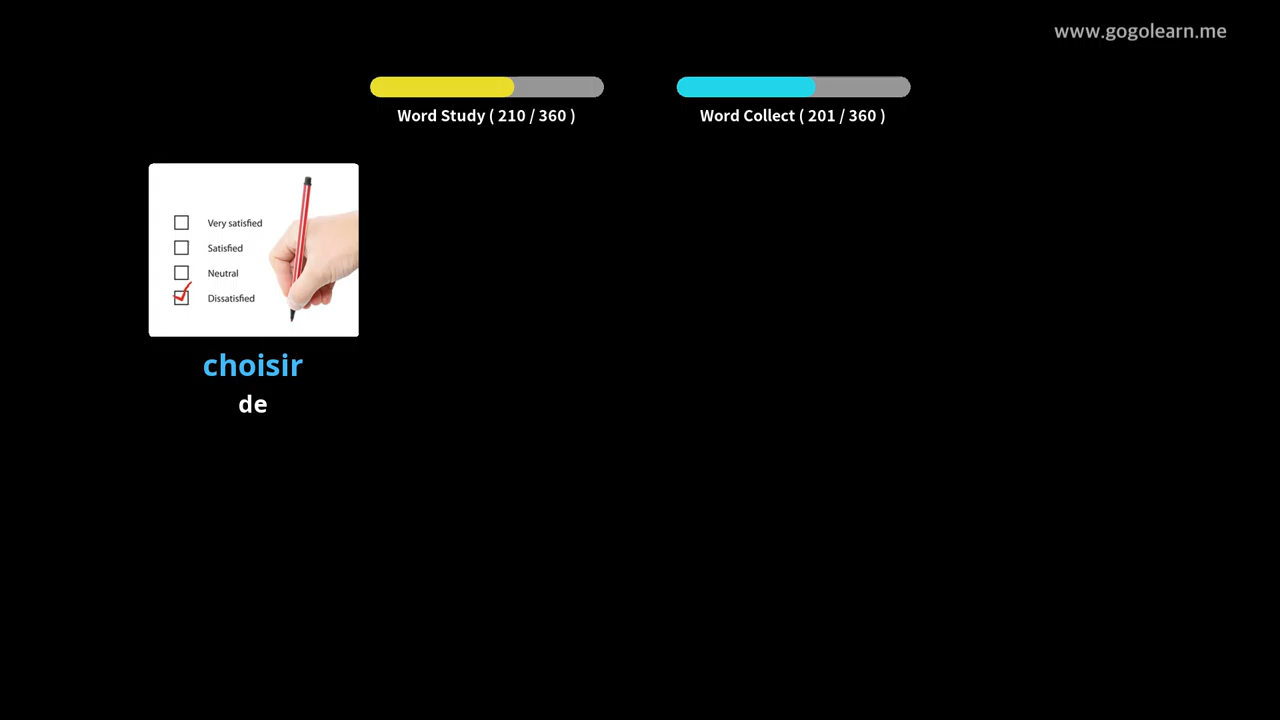 www.gogolearn.me
Word Study ( 210 / 360 )
Word Collect ( 201 / 360 )
Very satisfied
Satisfied
Neutral
Dissatisfied
choisir
de